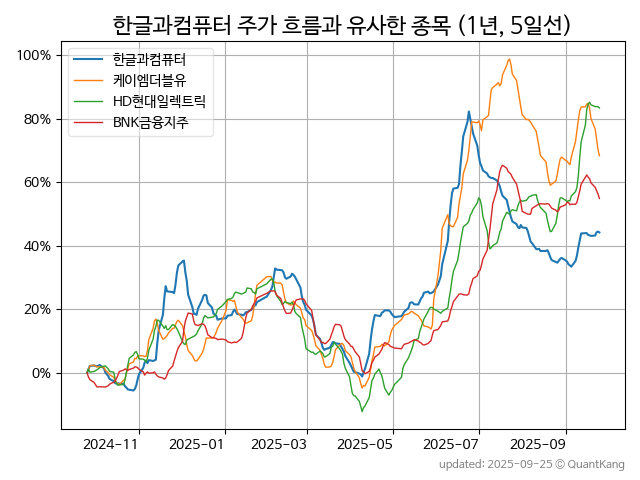 한글과컴퓨터 주가 흐름과 유사한 종목 (1년, 5일선)
한글과컴퓨터
케이엠더블유
HD현대일렉트릭
BNK금융지주
100%
80%
60%
40%
20%
0%
2024-11
2025-01
2025-03
2025-05
2025-07
2025-09
updated: 2025-09-25 © QuantKang